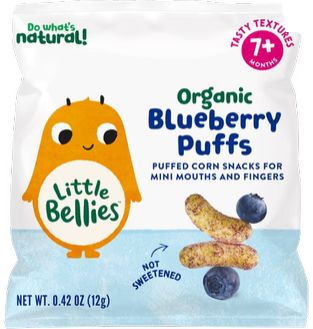 Do what's
natural!
TASTY TEXTURES
7+
MONTHS
Organic
Blueberry
Puffs
PUFFED CORN SNACKS FOR
MINI MOUTHS AND FINGERS
Little
Bellies™
NOT
SWEETENED
NET WT. 0.42 OZ (12g)